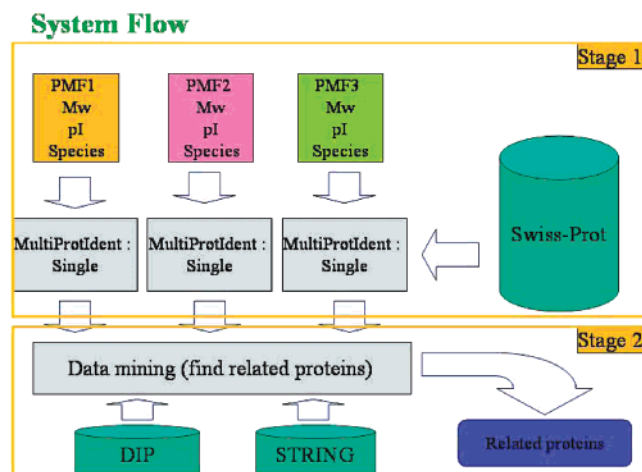 System Flow
Stage 1
PMF1
Mw
pI
Species
PMF2
Mw
pI
Species
PMF3
Mw
pI
Species
MultiProtIdent :
Single
MultiProtIdent :
Single
MultiProtIdent :
Single
Swiss-Prot
Stage 2
Data mining (find related proteins)
DIP
STRING
Related proteins